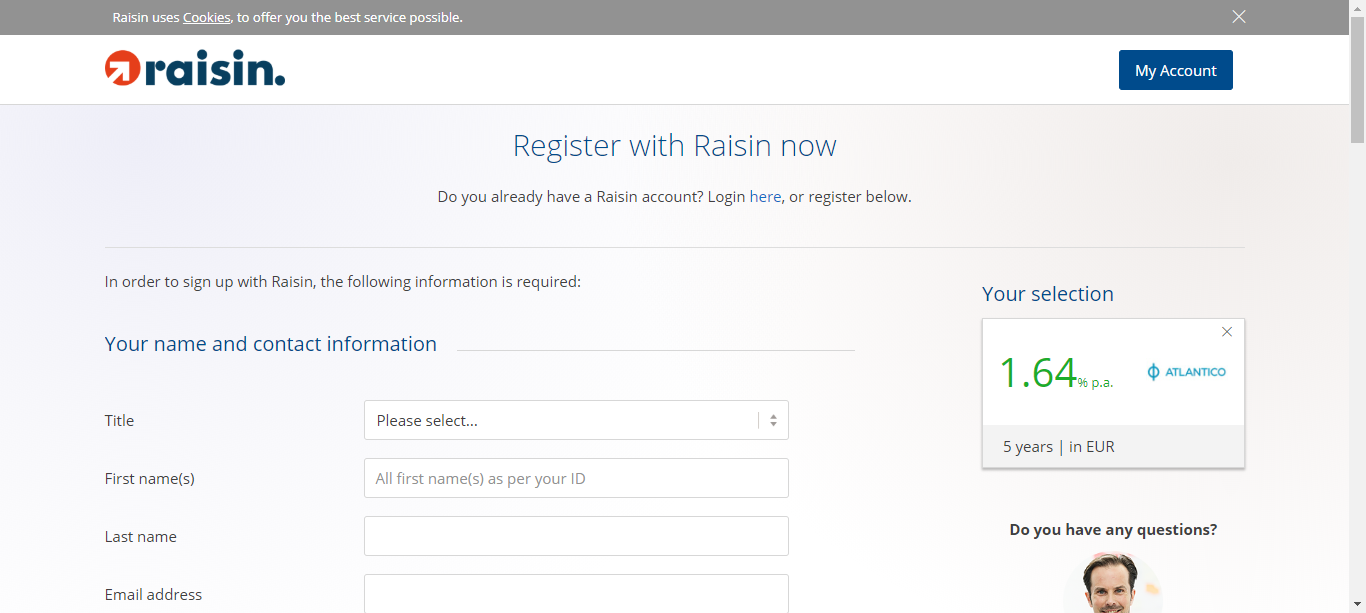 Raisin uses Cookies, to offer you the best service possible.
raisin.
My Account
Register with Raisin now
Do you already have a Raisin account? Login here, or register below.
In order to sign up with Raisin, the following information is required:
Your name and contact information
Title
Please select...
First name(s)
All first name(s) as per your ID
Last name
Email address
Your selection
1.64% p.a.
ATLANTICO
5 years | in EUR
Do you have any questions?